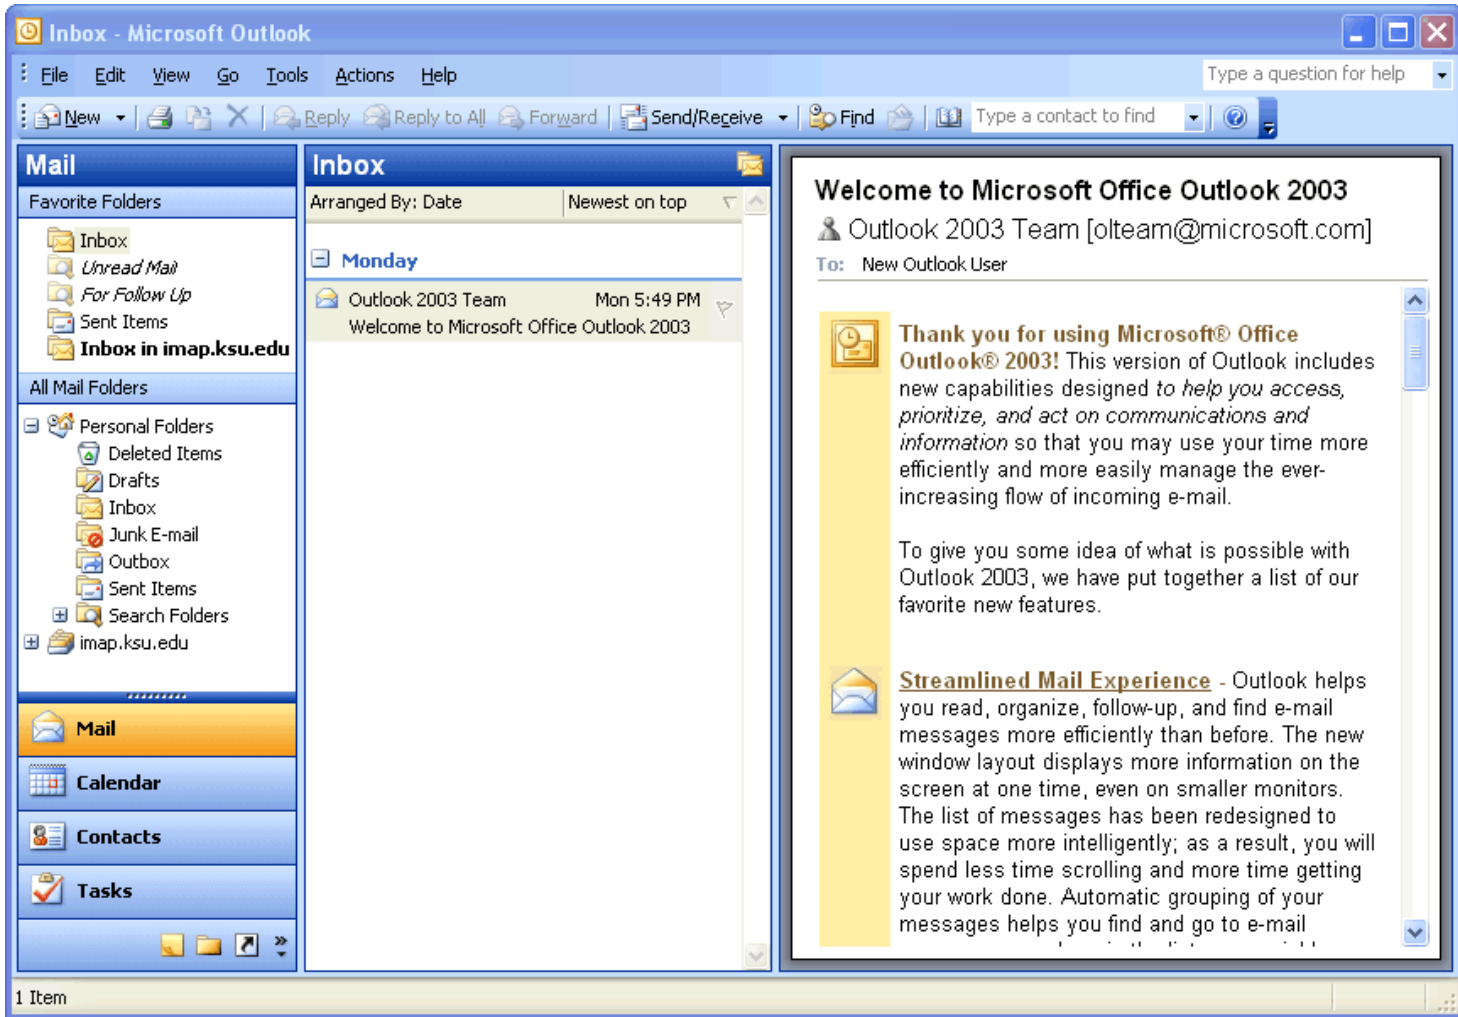 Inbox - Microsoft Outlook
File Edit View Go Tools Actions Help
Type a question for help
New Reply Reply to All Forward Send/Receive Find Type a contact to find
Mail
Favorite Folders
Inbox
Unread Mail
For Follow Up
Sent Items
Inbox in imap.ksu.edu
All Mail Folders
Personal Folders
Deleted Items
Drafts
Inbox
Junk E-mail
Outbox
Sent Items
Search Folders
imap.ksu.edu
Mail
Calendar
Contacts
Tasks
Inbox
Arranged By: Date Newest on top
Monday
Outlook 2003 Team Mon 5:49 PM
Welcome to Microsoft Office Outlook 2003
Welcome to Microsoft Office Outlook 2003
Outlook 2003 Team [olteam@microsoft.com]
To: New Outlook User
Thank you for using Microsoft® Office
Outlook® 2003! This version of Outlook includes
new capabilities designed to help you access,
prioritize, and act on communications and
information so that you may use your time more
efficiently and more easily manage the ever-
increasing flow of incoming e-mail.
To give you some idea of what is possible with
Outlook 2003, we have put together a list of our
favorite new features.
Streamlined Mail Experience - Outlook helps
you read, organize, follow-up, and find e-mail
messages more efficiently than before. The new
window layout displays more information on the
screen at one time, even on smaller monitors.
The list of messages has been redesigned to
use space more intelligently; as a result, you will
spend less time scrolling and more time getting
your work done. Automatic grouping of your
messages helps you find and go to e-mail
1 Item